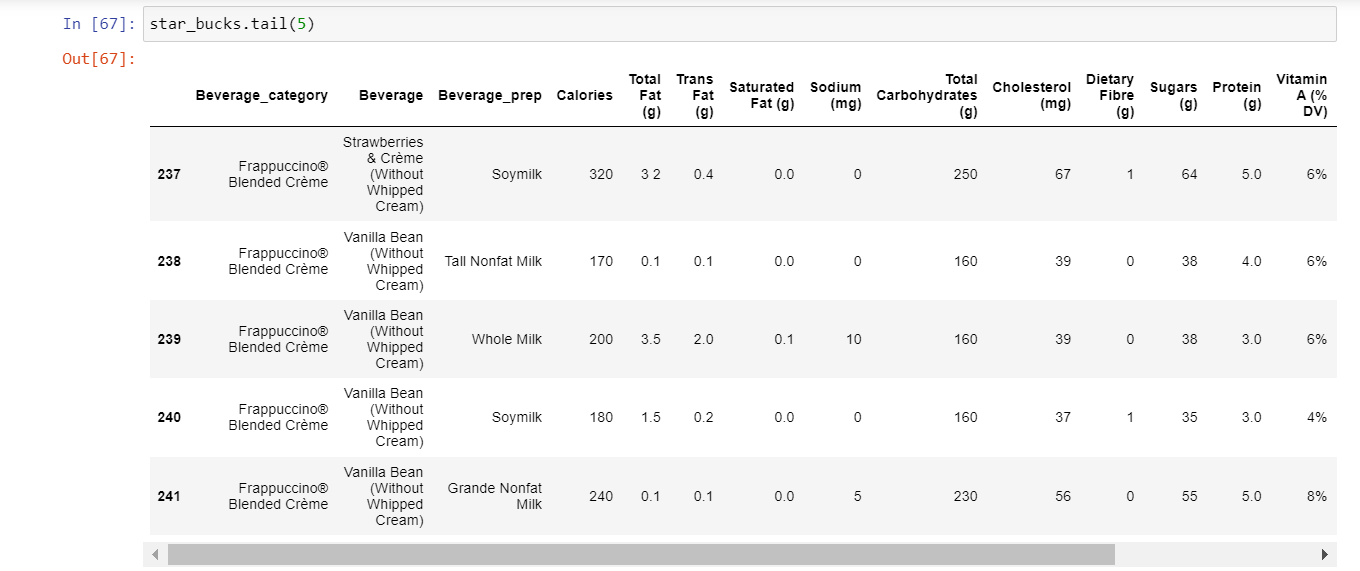 In [67]: star_bucks.tail(5)
Out[67]:
Beverage_category Beverage Beverage_prep Calories Total Fat (g) Trans Fat (g) Saturated Fat (g) Sodium (mg) Total Carbohydrates (g) Cholesterol (mg) Dietary Fibre (g) Sugars (g) Protein (g) Vitamin A (% DV)
237 Frappuccino® Blended Crème Strawberries & Crème (Without Whipped Cream) Soymilk 320 3 2 0.4 0.0 0 250 67 1 64 5.0 6%
238 Frappuccino® Blended Crème Vanilla Bean (Without Whipped Cream) Tall Nonfat Milk 170 0.1 0.1 0.0 0 160 39 0 38 4.0 6%
239 Frappuccino® Blended Crème Vanilla Bean (Without Whipped Cream) Whole Milk 200 3.5 2.0 0.1 10 160 39 0 38 3.0 6%
240 Frappuccino® Blended Crème Vanilla Bean (Without Whipped Cream) Soymilk 180 1.5 0.2 0.0 0 160 37 1 35 3.0 4%
241 Frappuccino® Blended Crème Vanilla Bean (Without Whipped Cream) Grande Nonfat Milk 240 0.1 0.1 0.0 5 230 56 0 55 5.0 8%